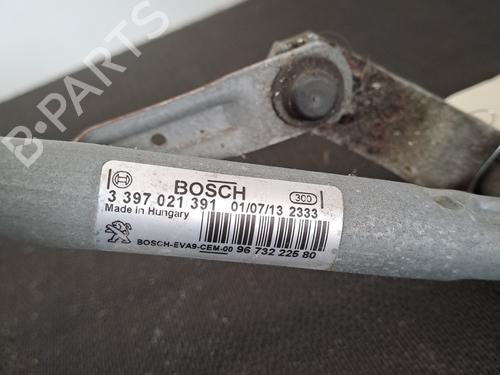 B-PARTS
BOSCH
300
3 397 021 391 01/07/13 2333
Made in Hungary
BOSCH-EVA9-CEM-00 96 732 225 80